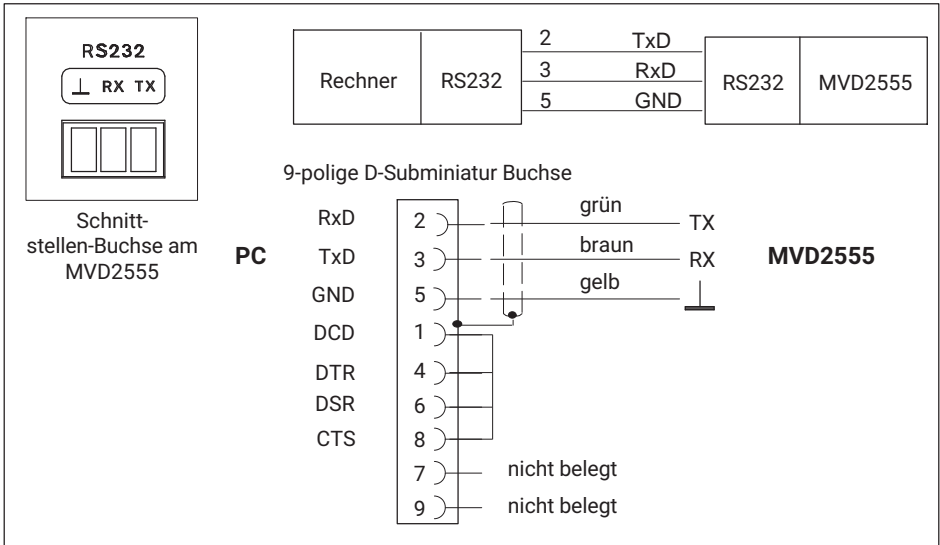 RS232
⊥ RX TX
Schnitt-
stellen-Buchse am
MVD2555
Rechner RS232 2 TxD RS232 MVD2555
3 RxD
5 GND
9-polige D-Subminiatur Buchse
PC
MVD2555
RxD 2 grün TX
TxD 3 braun RX
GND 5 gelb
DCD 1
DTR 4
DSR 6
CTS 8
7 nicht belegt
9 nicht belegt